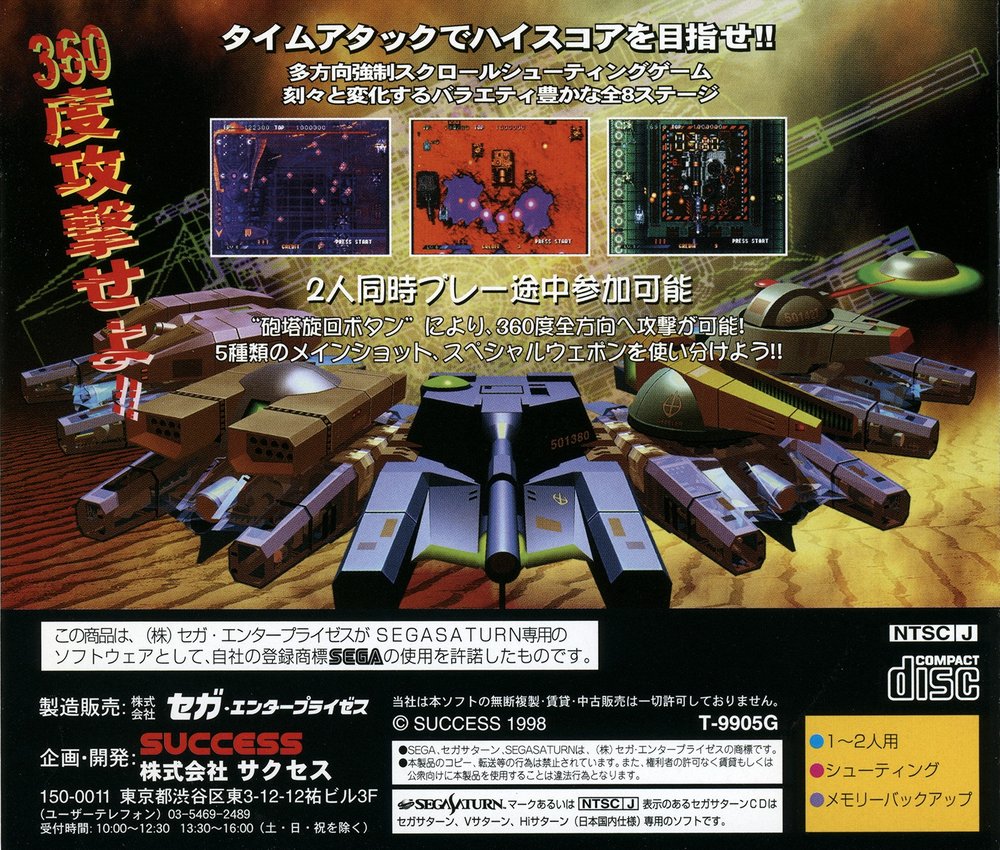 360度攻撃せよ!!
タイムアタックでハイスコアを目指せ!!
多方向強制スクロールシューティングゲーム
刻々と変化するバラエティ豊かな全8ステージ
1P 122300 TOP 1000000
CREDIT
PRESS START
TOP 1000000
CREDIT 5
PRESS START
TOP 1000000
CREDIT 5
PRESS START
2人同時プレー途中参加可能
"砲塔旋回ボタン"により、360度全方向へ攻撃が可能!
5種類のメインショット、スペシャルウェポンを使い分けよう!!
501427
501380
この商品は、(株)セガ・エンタープライゼスがSEGASATURN専用の
ソフトウェアとして、自社の登録商標SEGAの使用を許諾したものです。
NTSC J
COMPACT
disc
製造販売:株式会社 セガ・エンタープライゼス
企画・開発:SUCCESS
株式会社 サクセス
150-0011 東京都渋谷区東3-12-12祐ビル3F
(ユーザーテレフォン) 03-5469-2489
受付時間: 10:00〜12:30 13:30〜16:00 (土・日・祝を除く)
当社は本ソフトの無断複製・賃貸・中古販売は一切許可しておりません。
© SUCCESS 1998
T-9905G
●SEGA、セガサターン、SEGASATURNは、(株)セガ・エンタープライゼスの商標です。
●本製品のコピー、転送等の行為は禁止されています。また、権利者の許可なく賃貸もしくは
公衆向けに本製品を使用することは違法行為となります。
SEGASATURN マークあるいは NTSC J 表示のあるセガサターンCDは
セガサターン、Vサターン、Hiサターン (日本国内仕様) 専用のソフトです。
●1〜2人用
●シューティング
●メモリーバックアップ